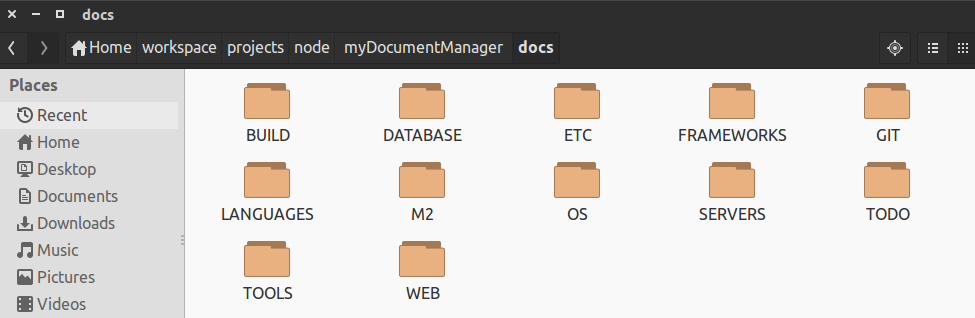 docs
Home workspace projects node myDocumentManager docs
Places
Recent
Home
Desktop
Documents
Downloads
Music
Pictures
Videos
BUILD DATABASE ETC FRAMEWORKS GIT
LANGUAGES M2 OS SERVERS TODO
TOOLS WEB